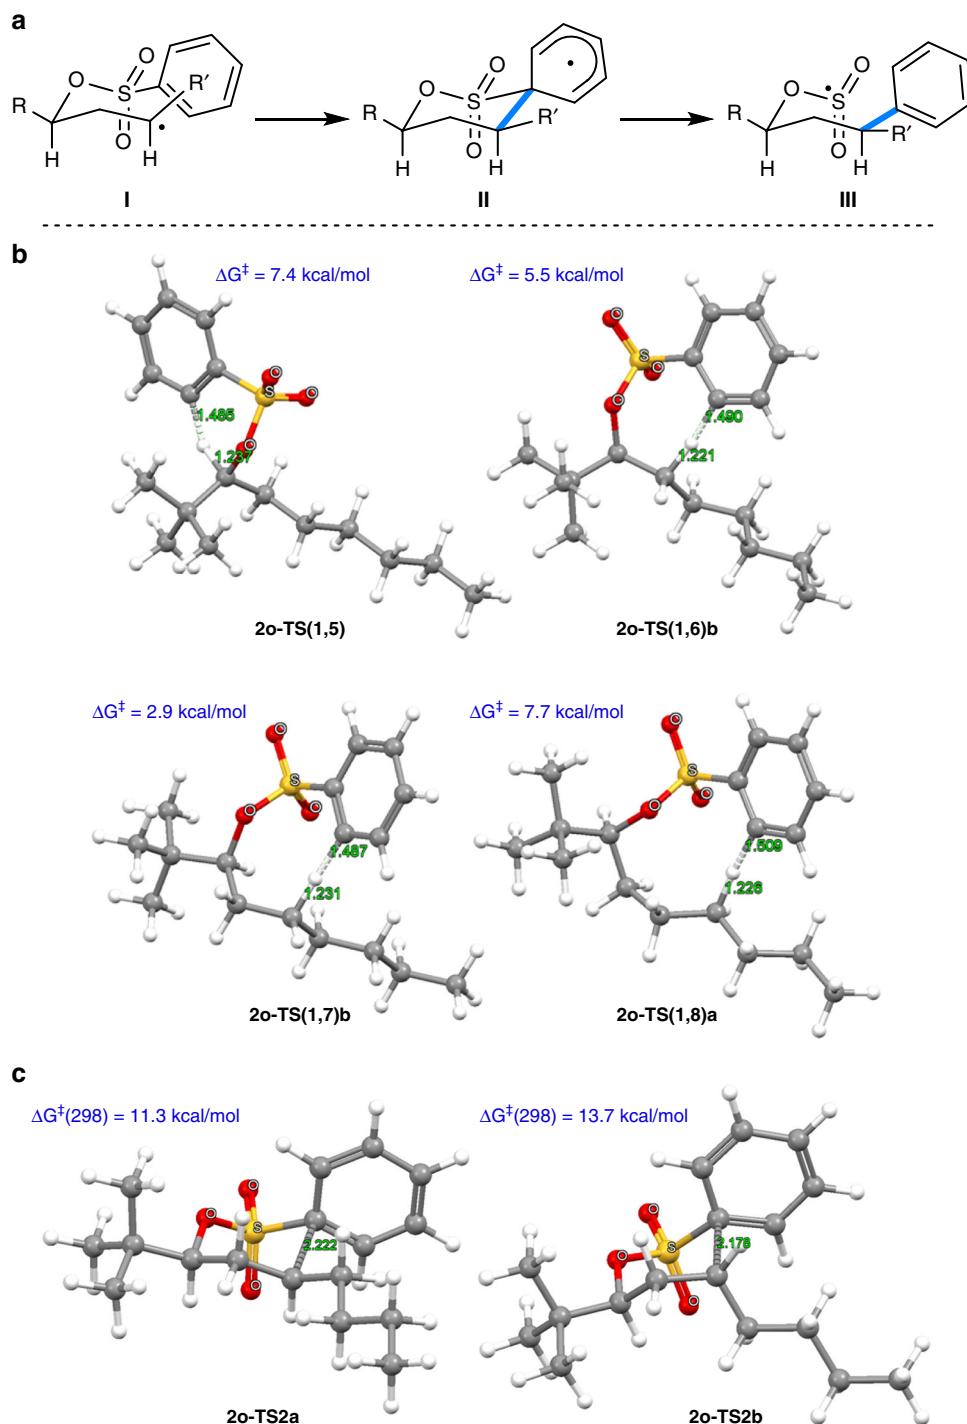 a
O O O S O R R′ H H
O O S O R R′ H H
O O S O R R′ H H
I
II
III
b
ΔG‡ = 7.4 kcal/mol
ΔG‡ = 5.5 kcal/mol
O O S O
1.485
1.237
O O S O
1.490
1.221
2o-TS(1,5)
2o-TS(1,6)b
ΔG‡ = 2.9 kcal/mol
ΔG‡ = 7.7 kcal/mol
O S O O
1.487
1.231
O S O O
1.509
1.226
2o-TS(1,7)b
2o-TS(1,8)a
c
ΔG‡(298) = 11.3 kcal/mol
ΔG‡(298) = 13.7 kcal/mol
O O S O
2.222
O O S O
2.178
2o-TS2a
2o-TS2b